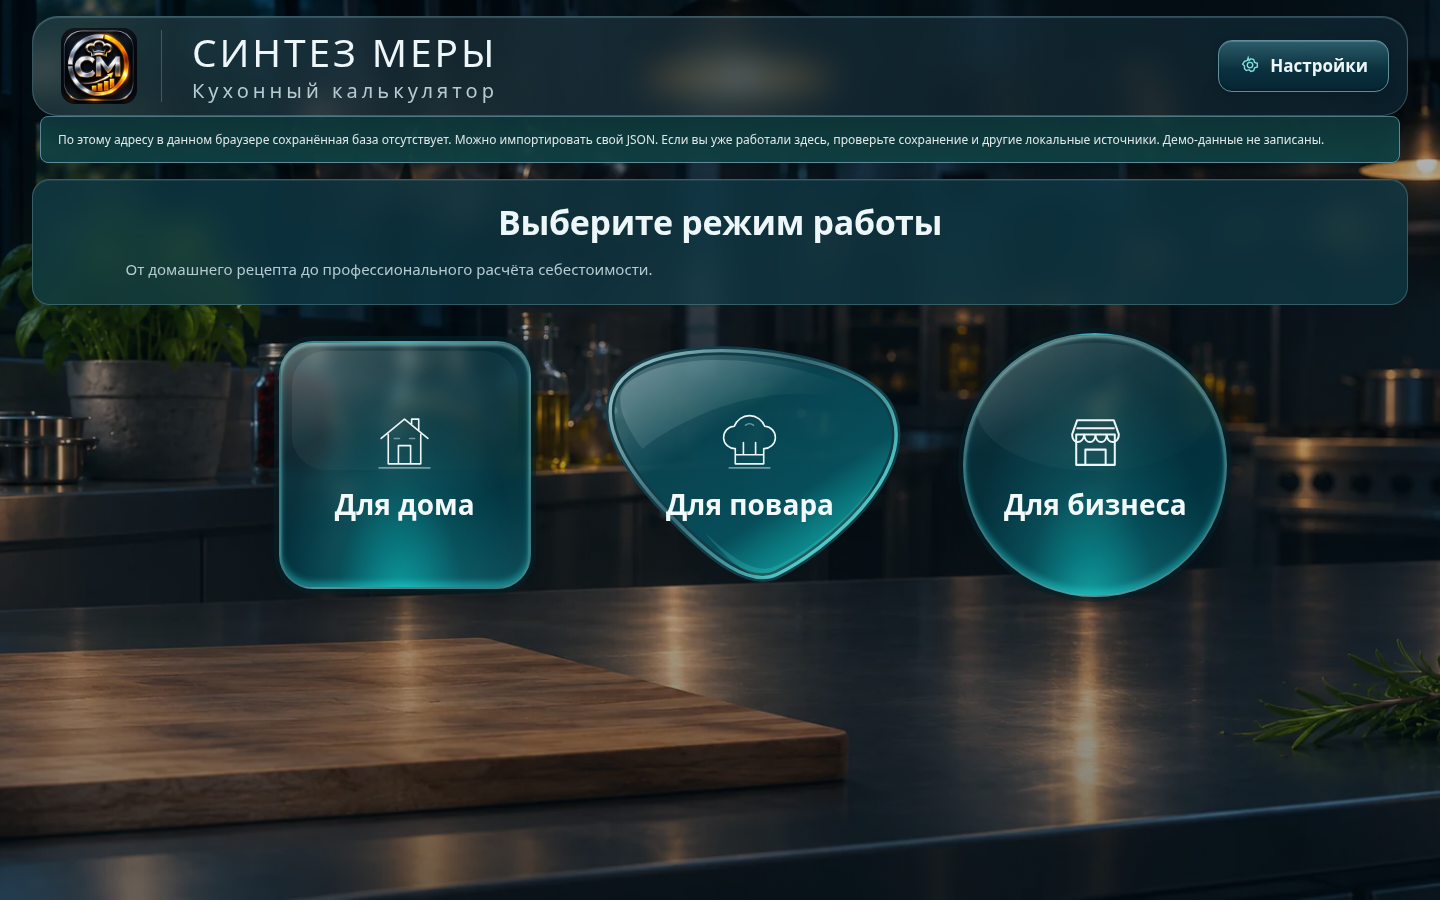 СМ
СИНТЕЗ МЕРЫ
Кухонный калькулятор
Настройки
По этому адресу в данном браузере сохранённая база отсутствует. Можно импортировать свой JSON. Если вы уже работали здесь, проверьте сохранение и другие локальные источники. Демо-данные не записаны.
Выберите режим работы
От домашнего рецепта до профессионального расчёта себестоимости.
Для дома
Для повара
Для бизнеса